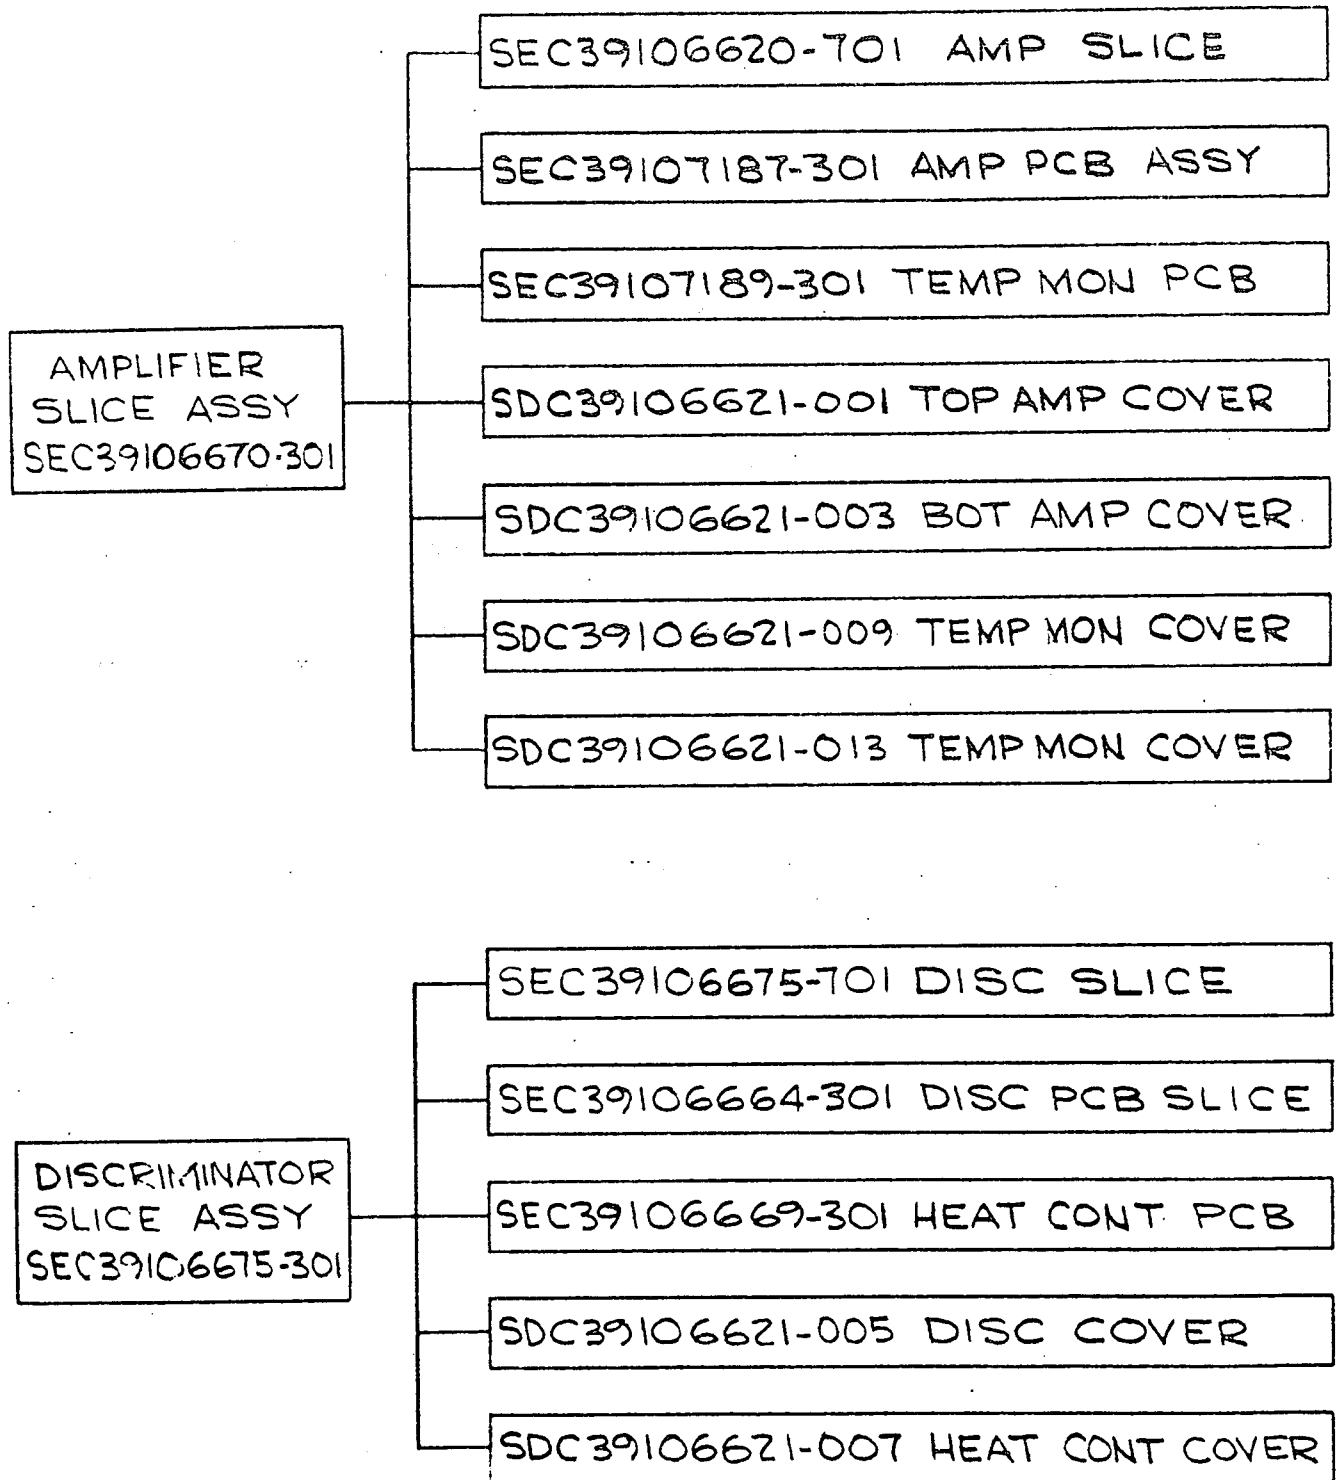 SEC39106620-701 AMP SLICE
SEC39107187-301 AMP PCB ASSY
SEC39107189-301 TEMP MON PCB
AMPLIFIER
SLICE ASSY
SEC39106670-301
SDC39106621-001 TOP AMP COVER
SDC39106621-003 BOT AMP COVER
SDC39106621-009 TEMP MON COVER
SDC39106621-013 TEMP MON COVER
SEC39106675-701 DISC SLICE
SEC39106664-301 DISC PCB SLICE
DISCRIMINATOR
SLICE ASSY
SEC39106675-301
SEC39106669-301 HEAT CONT PCB
SDC39106621-005 DISC COVER
SDC39106621-007 HEAT CONT COVER